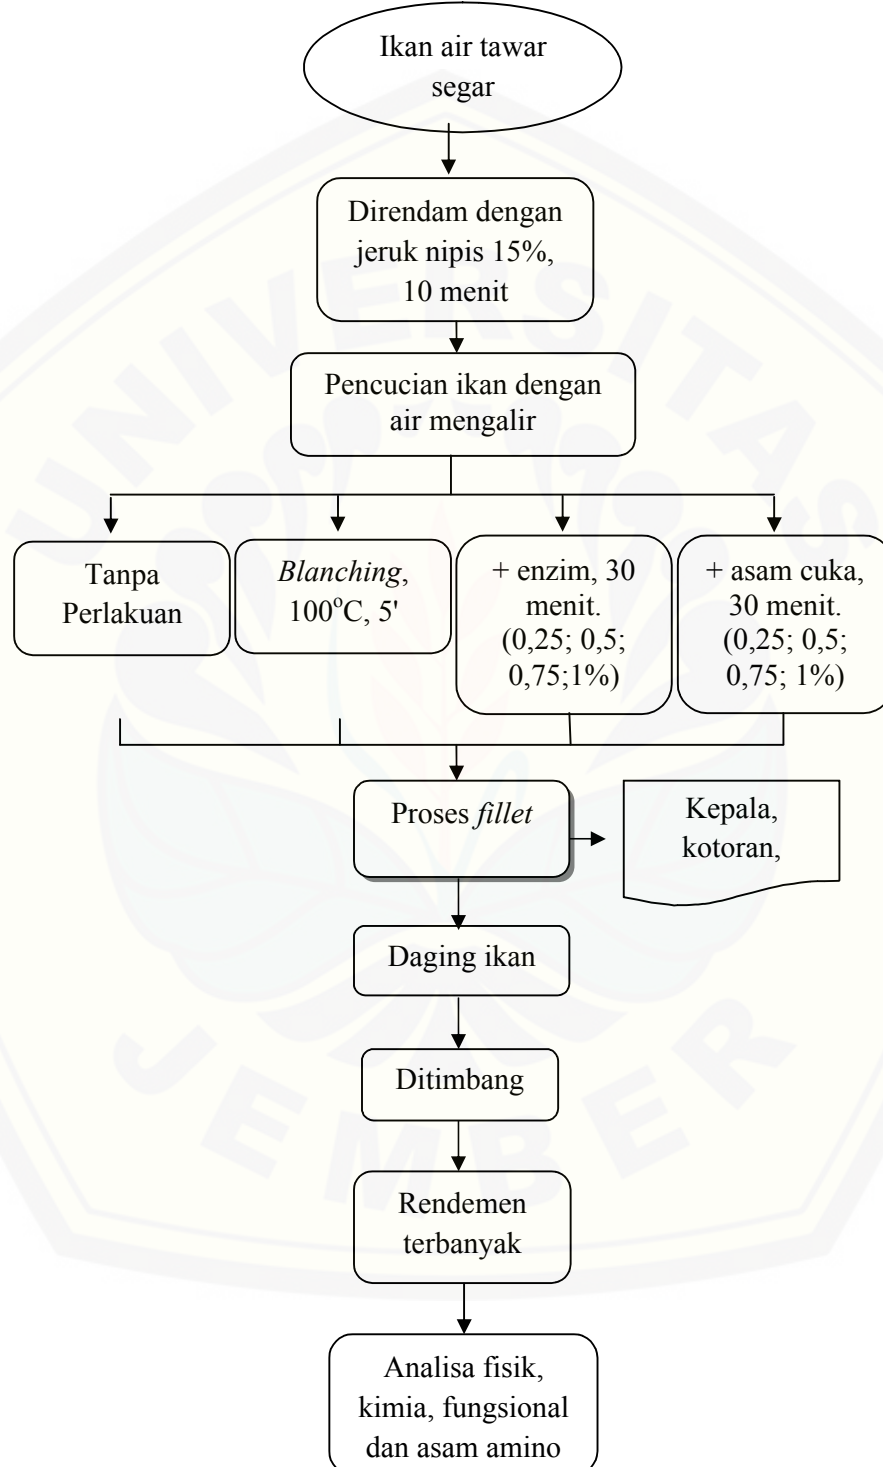 Ikan air tawar
segar
Direndam dengan
jeruk nipis 15%,
10 menit
Pencucian ikan dengan
air mengalir
Tanpa
Perlakuan
Blanching,
100°C, 5'
+ enzim, 30
menit.
(0,25; 0,5;
0,75;1%)
+ asam cuka,
30 menit.
(0,25; 0,5;
0,75; 1%)
Proses fillet
Kepala,
kotoran,
Daging ikan
Ditimbang
Rendemen
terbanyak
Analisa fisik,
kimia, fungsional
dan asam amino
UNIVERSITAS
JEMBER